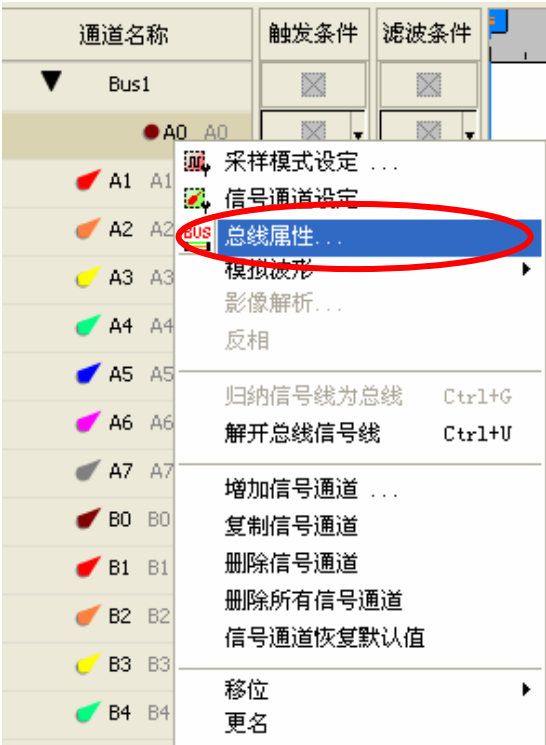 通道名称 触发条件 滤波条件
Bus1
A0 A0
采样模式设定 ...
A1 A1
信号通道设定
A2 A2
BUS 总线属性...
模拟波形
A3 A3
影像解析...
A4 A4
反相
A5 A5
归纳信号线为总线 Ctrl+G
A6 A6
解开总线信号线 Ctrl+U
A7 A7
增加信号通道 ...
B0 B0
复制信号通道
B1 B1
删除信号通道
删除所有信号通道
B2 B2
信号通道恢复默认值
B3 B3
移位
B4 B4
更名